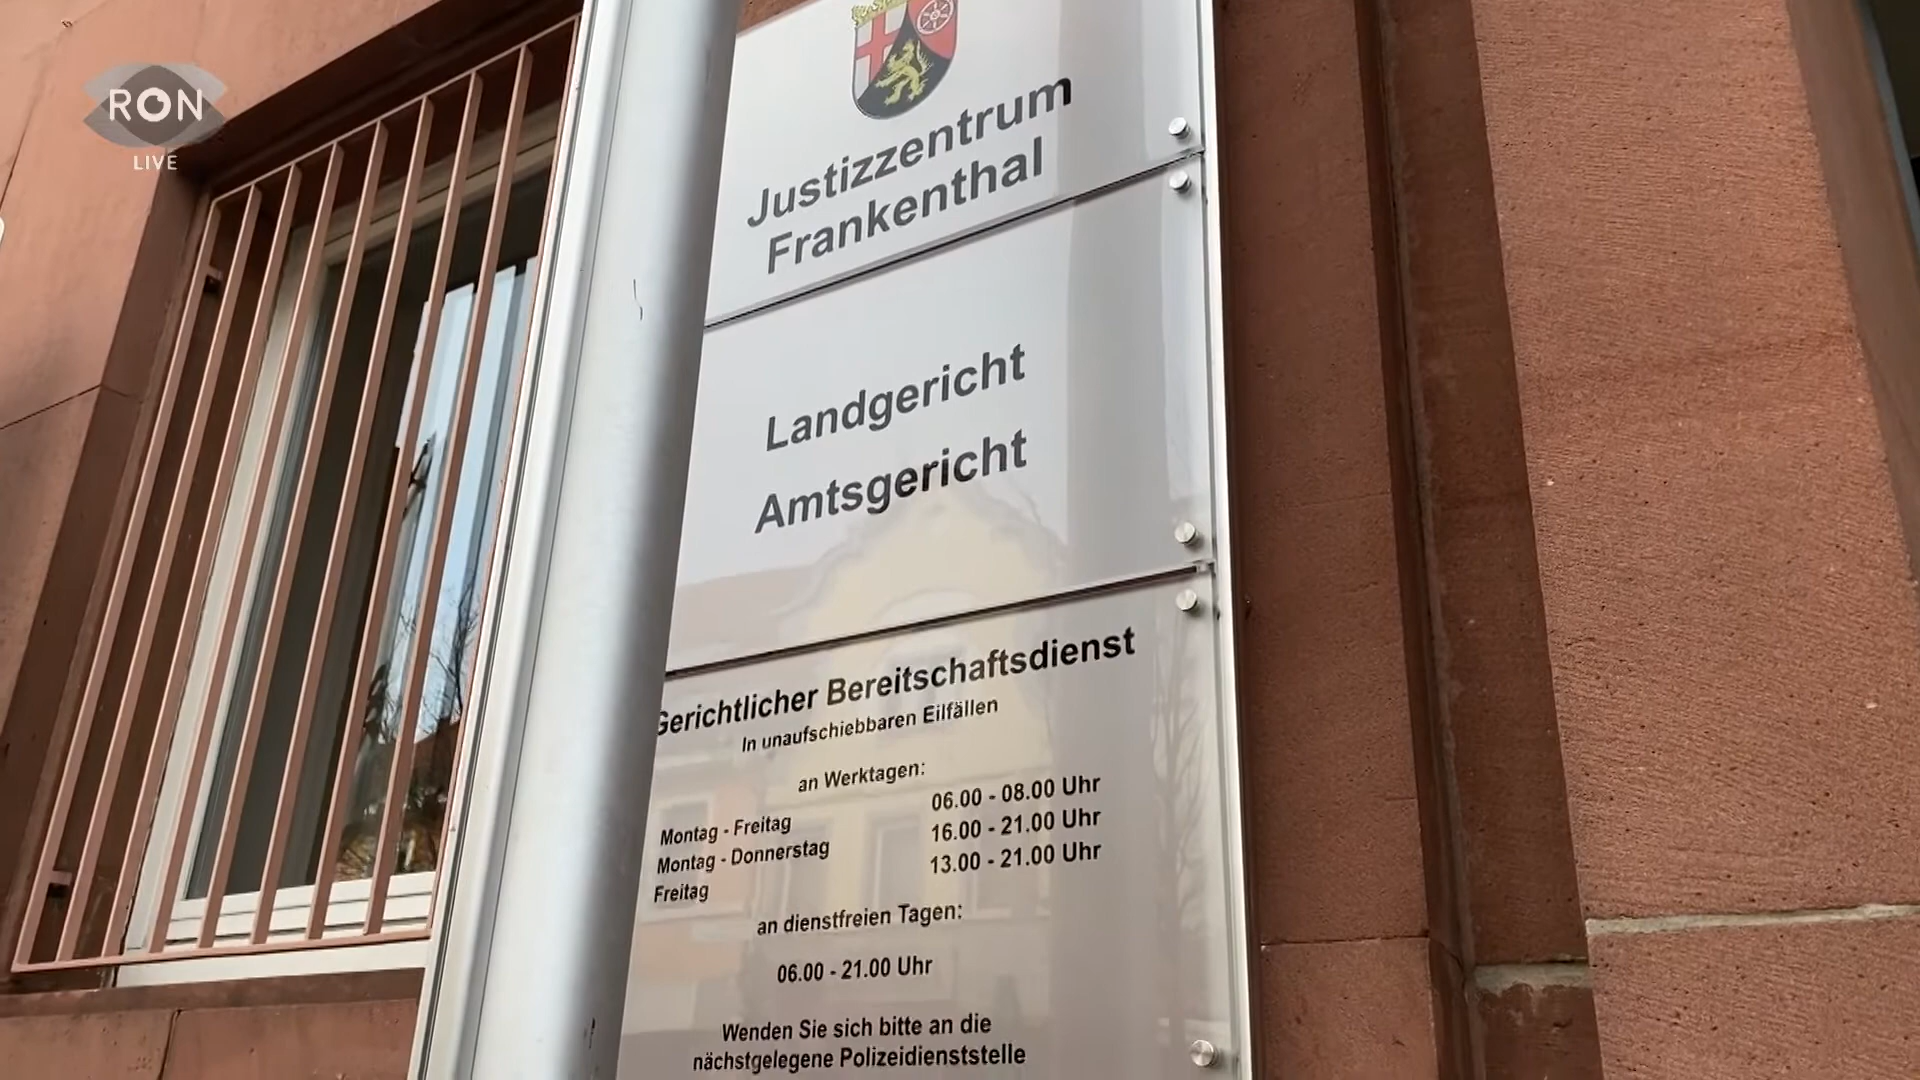 RON
LIVE
Justizzentrum
Frankenthal
Landgericht
Amtsgericht
Gerichtlicher Bereitschaftsdienst
In unaufschiebbaren Eilfällen
an Werktagen:
Montag - Freitag 06.00 - 08.00 Uhr
Montag - Donnerstag 16.00 - 21.00 Uhr
Freitag 13.00 - 21.00 Uhr
an dienstfreien Tagen:
06.00 - 21.00 Uhr
Wenden Sie sich bitte an die
nächstgelegene Polizeidienststelle